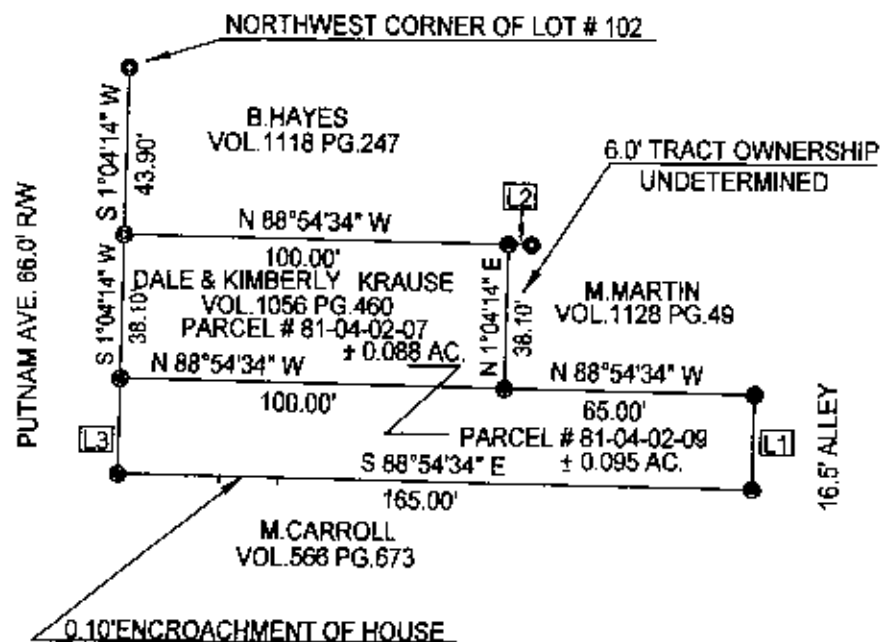 NORTHWEST CORNER OF LOT # 102
S 1°04'14" W
43.90'
B.HAYES
VOL.1118 PG.247
6.0' TRACT OWNERSHIP
UNDETERMINED
PUTNAM AVE. 66.0' R/W
L2
N 88°54'34" W
100.00'
S 1°04'14" W
38.10'
DALE & KIMBERLY KRAUSE
VOL.1056 PG.460
PARCEL # 81-04-02-07
± 0.088 AC.
N 1°04'14" E
38.10'
M.MARTIN
VOL.1128 PG.49
N 88°54'34" W
100.00'
N 88°54'34" W
65.00'
L3
PARCEL # 81-04-02-09
± 0.095 AC.
L1
16.5' ALLEY
S 88°54'34" E
165.00'
M.CARROLL
VOL.566 PG.673
0.10'ENCROACHMENT OF HOUSE